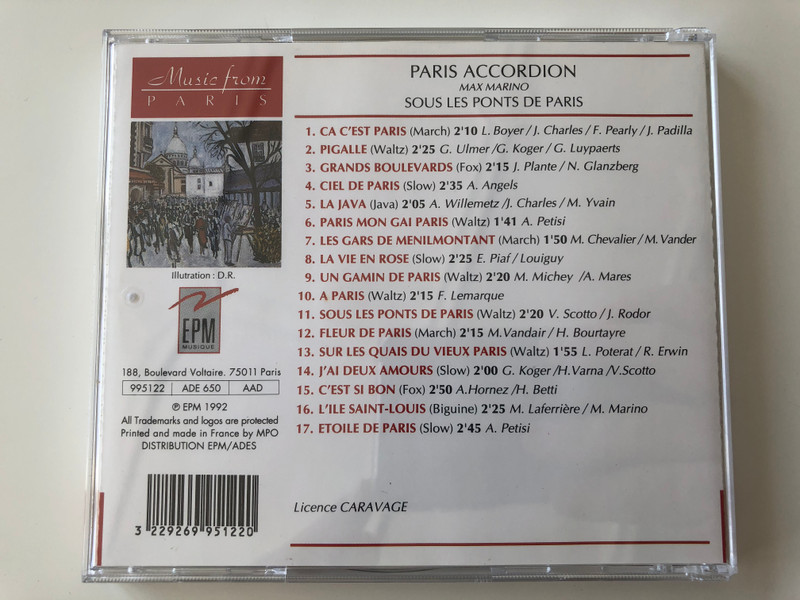 Music from
PARIS
Illutration : D.R.
EPM
MUSIQUE
188, Boulevard Voltaire. 75011 Paris
995122 ADE 650 AAD
℗ EPM 1992
All Trademarks and logos are protected
Printed and made in France by MPO
DISTRIBUTION EPM/ADES
3 229269 951220
PARIS ACCORDION
MAX MARINO
SOUS LES PONTS DE PARIS
1. CA C'EST PARIS (March) 2'10 L. Boyer / J. Charles / F. Pearly / J. Padilla
2. PIGALLE (Waltz) 2'25 G. Ulmer /G. Koger / G. Luypaerts
3. GRANDS BOULEVARDS (Fox) 2'15 J. Plante / N. Glanzberg
4. CIEL DE PARIS (Slow) 2'35 A. Angels
5. LA JAVA (Java) 2'05 A. Willemetz /J. Charles / M. Yvain
6. PARIS MON GAI PARIS (Waltz) 1'41 A. Petisi
7. LES GARS DE MENILMONTANT (March) 1'50 M. Chevalier / M. Vander
8. LA VIE EN ROSE (Slow) 2'25 E. Piaf / Louiguy
9. UN GAMIN DE PARIS (Waltz) 2'20 M. Michey /A. Mares
10. A PARIS (Waltz) 2'15 F. Lemarque
11. SOUS LES PONTS DE PARIS (Waltz) 2'20 V. Scotto / J. Rodor
12. FLEUR DE PARIS (March) 2'15 M.Vandair / H. Bourtayre
13. SUR LES QUAIS DU VIEUX PARIS (Waltz) 1'55 L. Poterat / R. Erwin
14. J'AI DEUX AMOURS (Slow) 2'00 G. Koger /H.Varna /V.Scotto
15. C'EST SI BON (Fox) 2'50 A.Hornez / H. Betti
16. L'ILE SAINT-LOUIS (Biguine) 2'25 M. Laferrière / M. Marino
17. ETOILE DE PARIS (Slow) 2'45 A. Petisi
Licence CARAVAGE